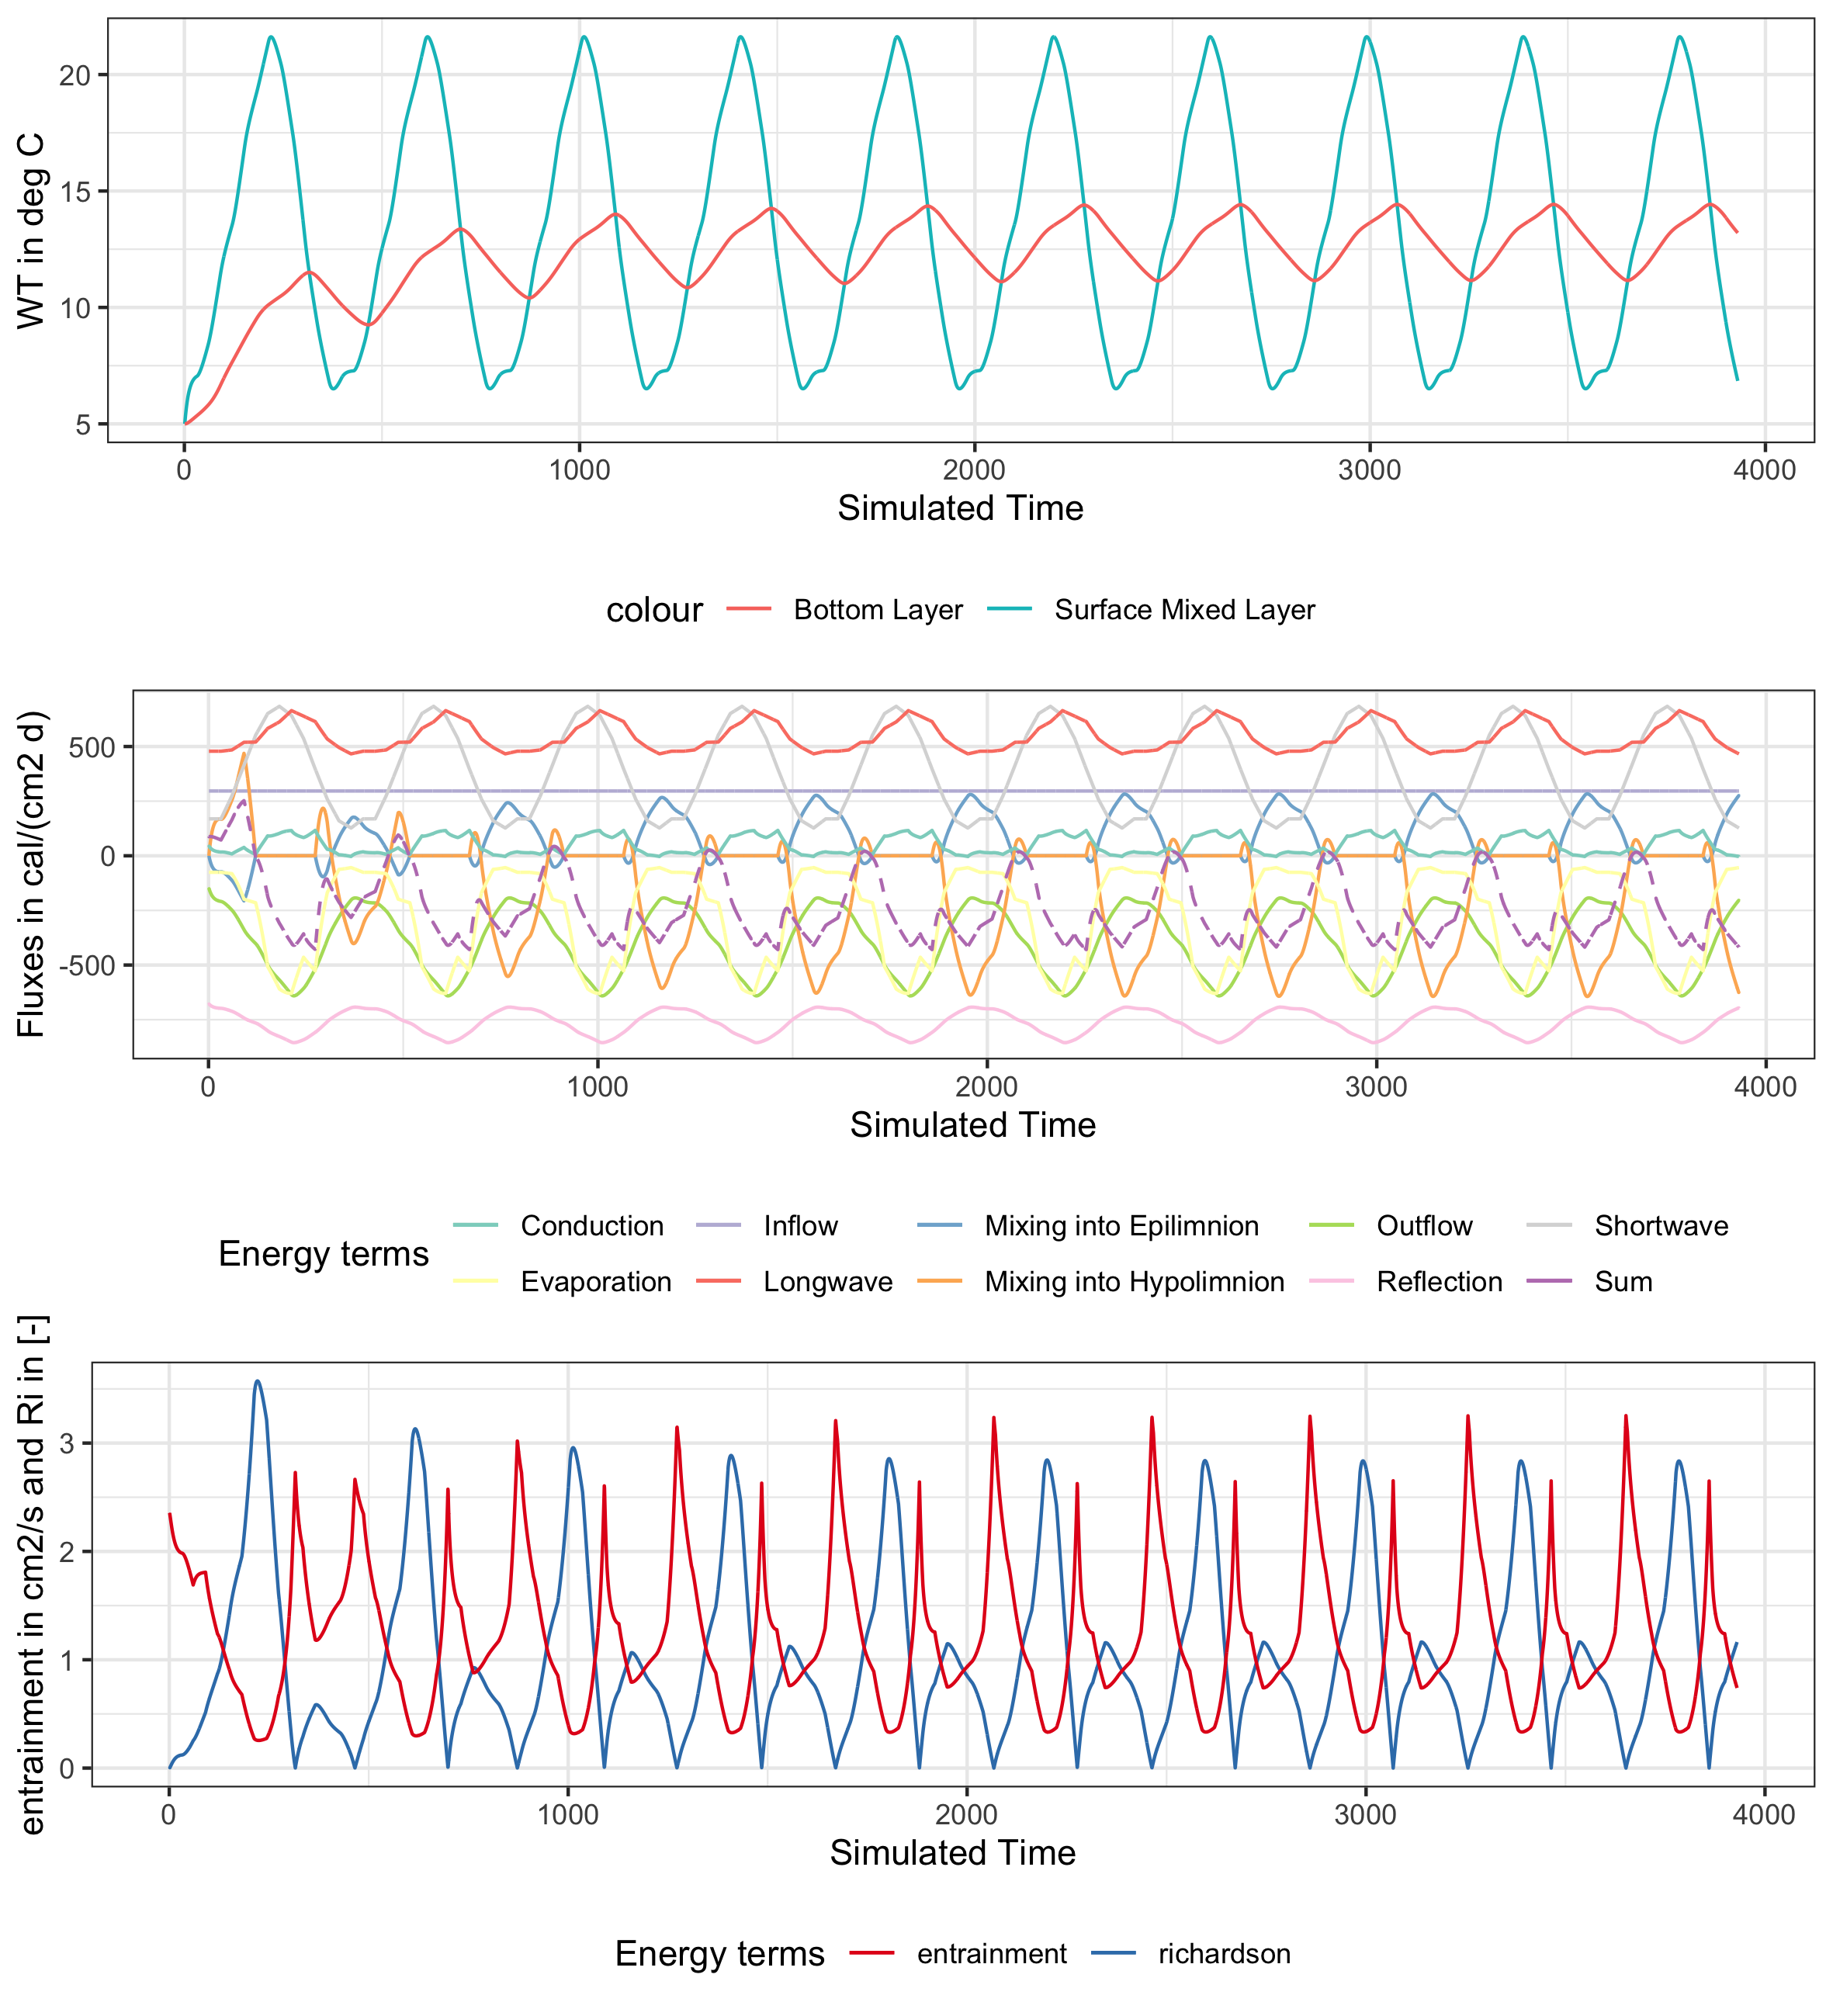 WT in deg C
20
15
10
5
0 1000 2000 3000 4000
Simulated Time
colour Bottom Layer Surface Mixed Layer
Fluxes in cal/(cm2 d)
500
0
-500
0 1000 2000 3000 4000
Simulated Time
Energy terms
Conduction Inflow Mixing into Epilimnion Outflow Shortwave
Evaporation Longwave Mixing into Hypolimnion Reflection Sum
entrainment in cm2/s and Ri in [-]
3
2
1
0
0 1000 2000 3000 4000
Simulated Time
Energy terms entrainment richardson